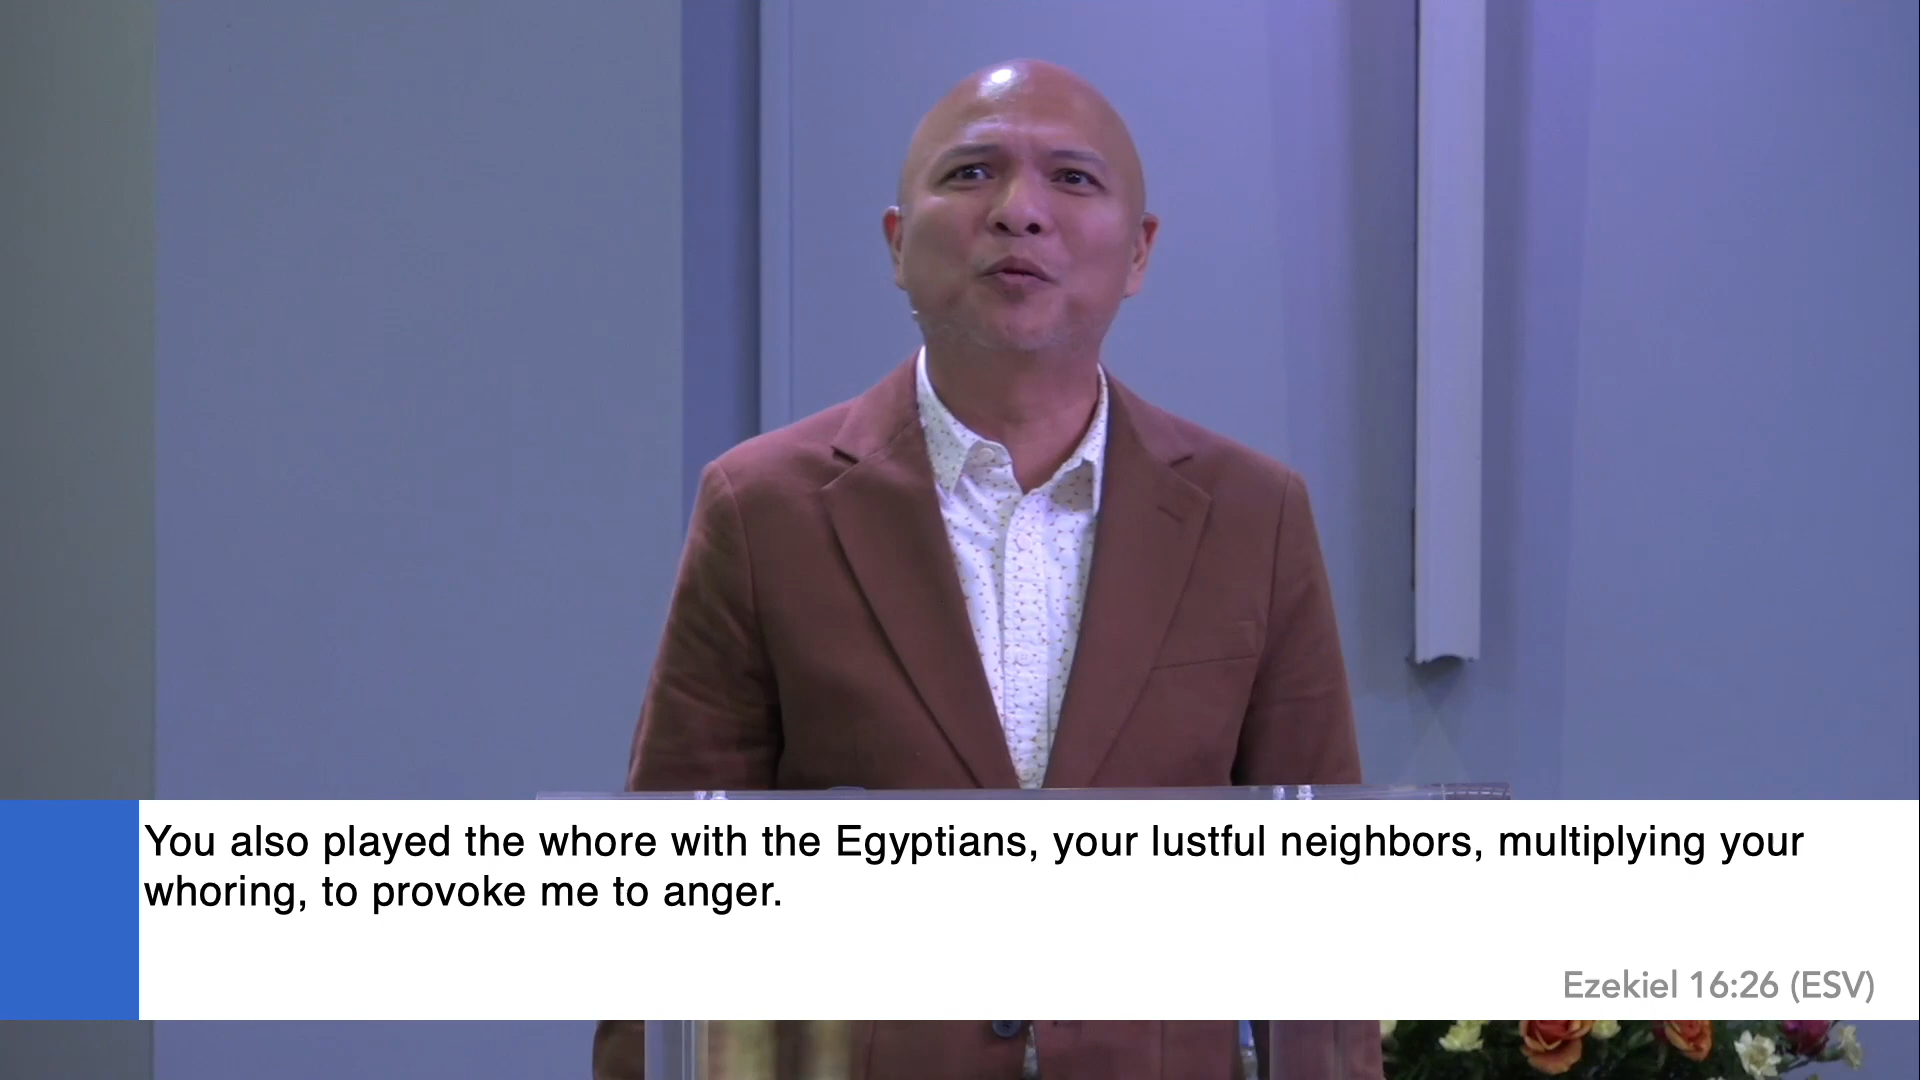 You also played the whore with the Egyptians, your lustful neighbors, multiplying your
whoring, to provoke me to anger.
Ezekiel 16:26 (ESV)